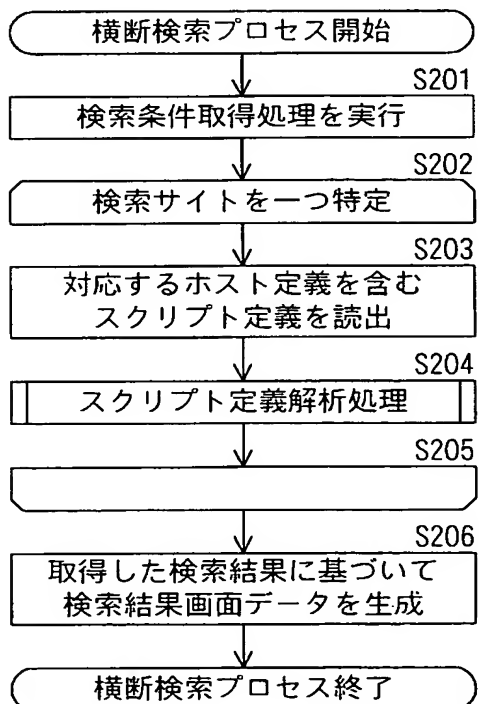 横断検索プロセス開始
S201
検索条件取得処理を実行
S202
検索サイトを一つ特定
S203
対応するホスト定義を含む
スクリプト定義を読出
S204
スクリプト定義解析処理
S205
S206
取得した検索結果に基づいて
検索結果画面データを生成
横断検索プロセス終了